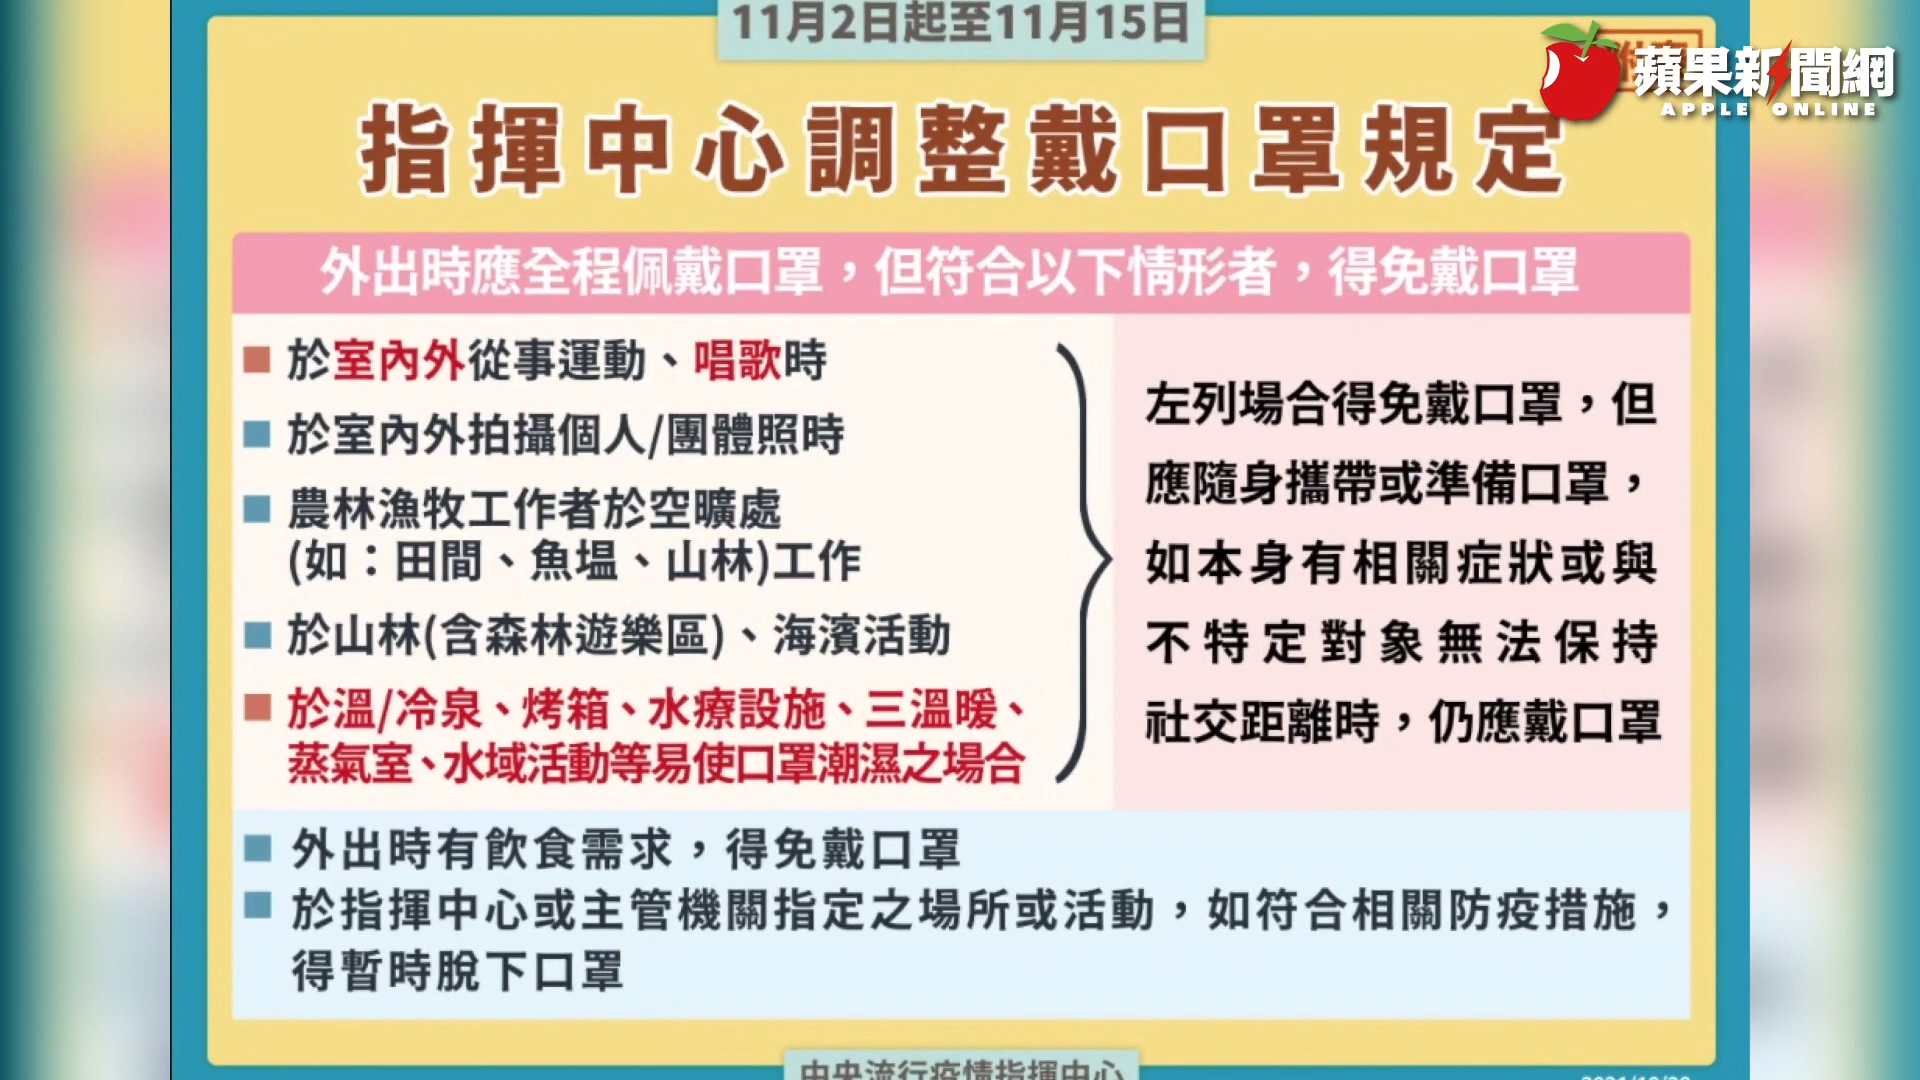 11月2日起至11月15日
蘋果新聞網
APPLE ONLINE
指揮中心調整戴口罩規定
外出時應全程佩戴口罩，但符合以下情形者，得免戴口罩
於室內外從事運動、唱歌時
於室內外拍攝個人/團體照時
農林漁牧工作者於空曠處
(如：田間、魚塭、山林)工作
於山林(含森林遊樂區)、海濱活動
於溫/冷泉、烤箱、水療設施、三溫暖、
蒸氣室、水域活動等易使口罩潮濕之場合
左列場合得免戴口罩，但
應隨身攜帶或準備口罩，
如本身有相關症狀或與
不特定對象無法保持
社交距離時，仍應戴口罩
外出時有飲食需求，得免戴口罩
於指揮中心或主管機關指定之場所或活動，如符合相關防疫措施，
得暫時脫下口罩
中央流行疫情指揮中心